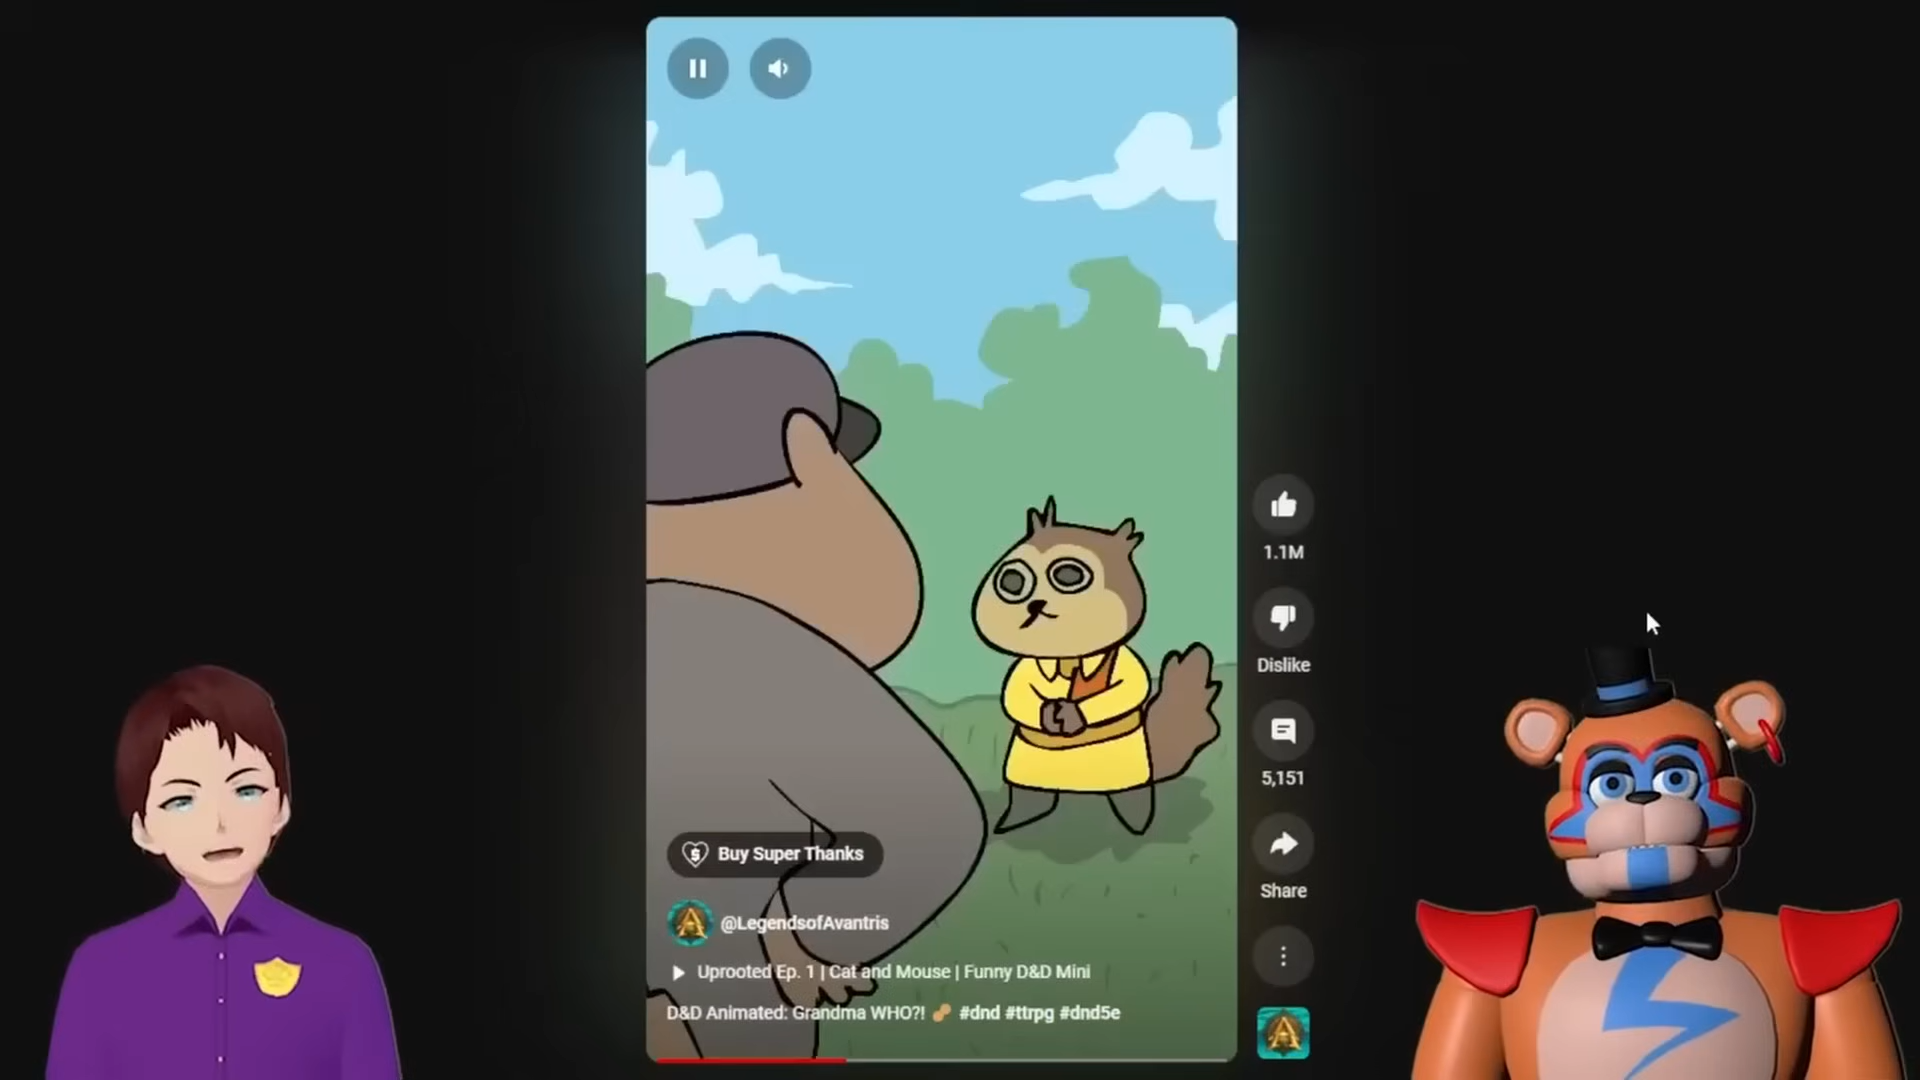 1.1M
Dislike
5,151
Share
Buy Super Thanks
@LegendsofAvantris
Uprooted Ep. 1 | Cat and Mouse | Funny D&D Mini
D&D Animated: Grandma WHO?! 🥜 #dnd #ttrpg #dnd5e